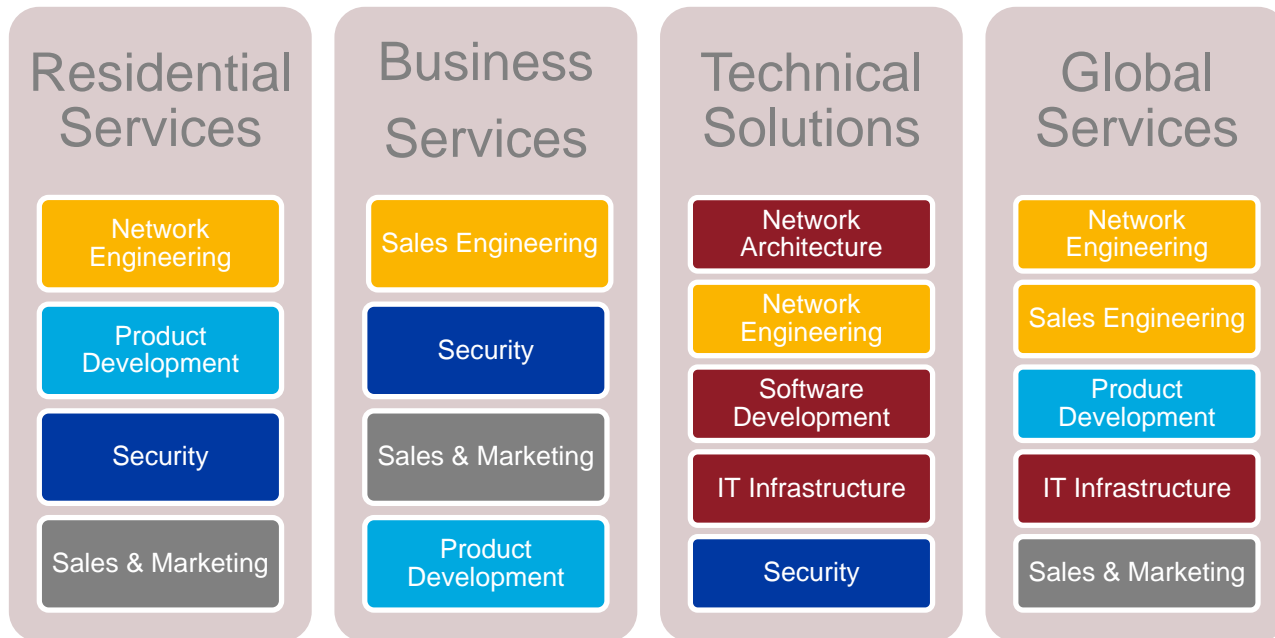 Residential
Services
Network
Engineering
Product
Development
Security
Sales & Marketing
Business
Services
Sales Engineering
Security
Sales & Marketing
Product
Development
Technical
Solutions
Network
Architecture
Network
Engineering
Software
Development
IT Infrastructure
Security
Global
Services
Network
Engineering
Sales Engineering
Product
Development
IT Infrastructure
Sales & Marketing